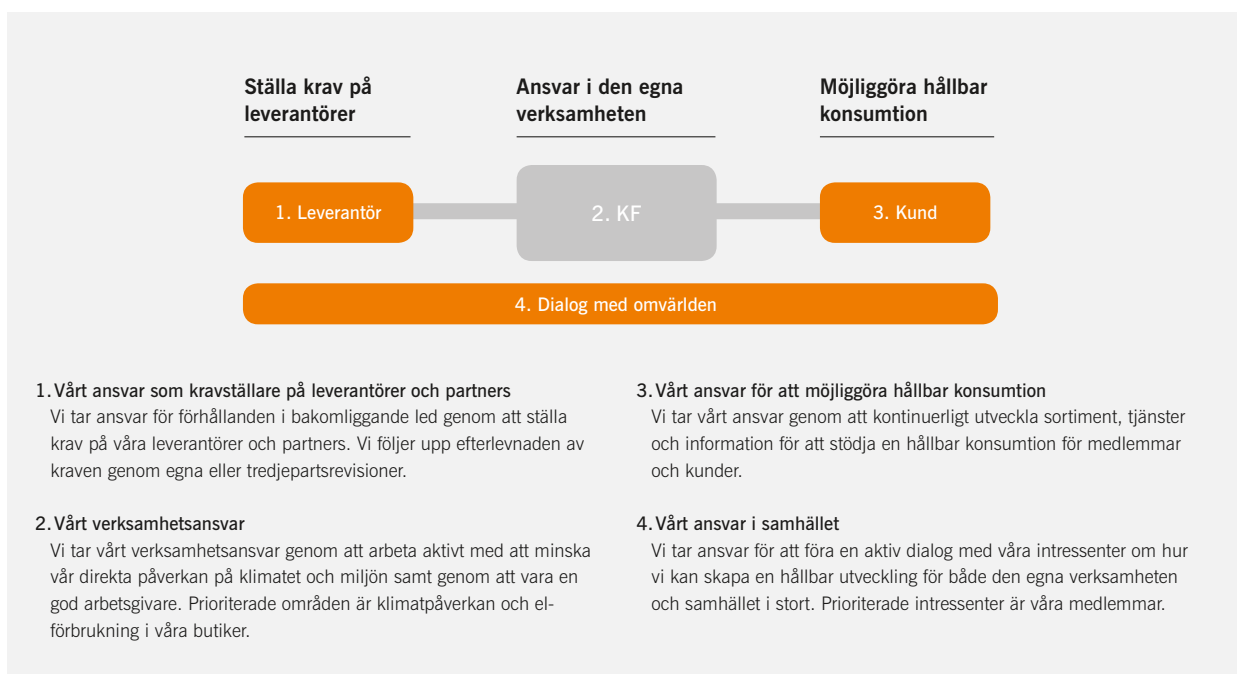 Ställa krav på
leverantörer
Ansvar i den egna
verksamheten
Möjliggöra hållbar
konsumtion
1. Leverantör
2. KF
3. Kund
4. Dialog med omvärlden
1. Vårt ansvar som kravställare på leverantörer och partners
Vi tar ansvar för förhållanden i bakomliggande led genom att ställa
krav på våra leverantörer och partners. Vi följer upp efterlevnaden av
kraven genom egna eller tredjepartsrevisioner.
2. Vårt verksamhetsansvar
Vi tar vårt verksamhetsansvar genom att arbeta aktivt med att minska
vår direkta påverkan på klimatet och miljön samt genom att vara en
god arbetsgivare. Prioriterade områden är klimatpåverkan och el-
förbrukning i våra butiker.
3. Vårt ansvar för att möjliggöra hållbar konsumtion
Vi tar vårt ansvar genom att kontinuerligt utveckla sortiment, tjänster
och information för att stödja en hållbar konsumtion för medlemmar
och kunder.
4. Vårt ansvar i samhället
Vi tar ansvar för att föra en aktiv dialog med våra intressenter om hur
vi kan skapa en hållbar utveckling för både den egna verksamheten
och samhället i stort. Prioriterade intressenter är våra medlemmar.